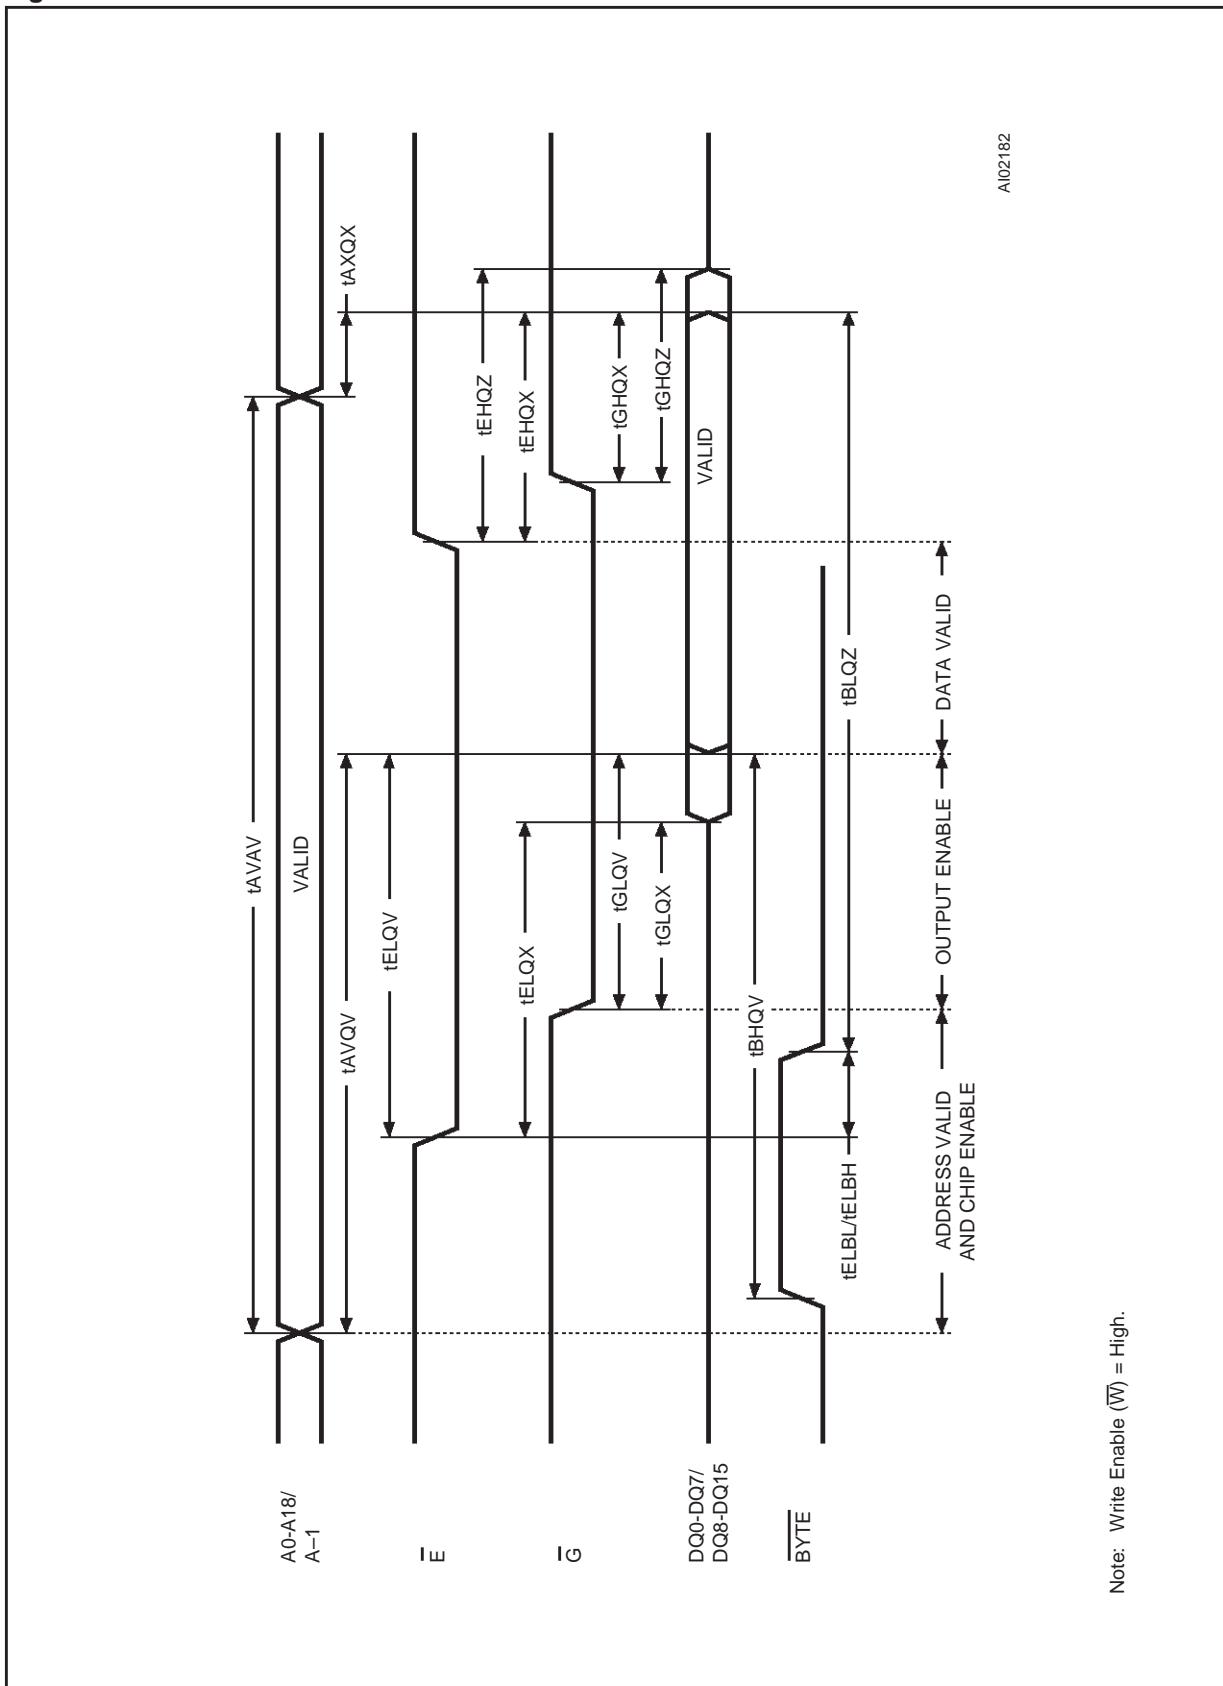 A0-A18/
A–1
tAVAV
VALID
tAVQV
tAXQX
E
tELQV
tEHQZ
tELQX
tEHQX
G
tGLQV
tGHQX
tGLQX
tGHQZ
DQ0-DQ7/
DQ8-DQ15
VALID
tBHQV
BYTE
tELBL/tELBH
tBLQZ
ADDRESS VALID
AND CHIP ENABLE
OUTPUT ENABLE
DATA VALID
AI02182
Note: Write Enable (W) = High.